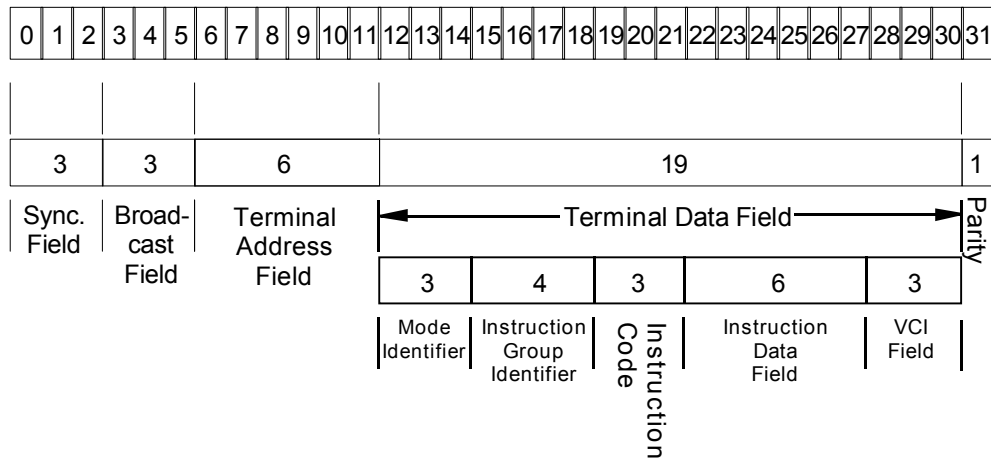 0 1 2 3 4 5 6 7 8 9 10 11 12 13 14 15 16 17 18 19 20 21 22 23 24 25 26 27 28 29 30 31
3 3 6 19 1
Sync.
Field
Broad-
cast
Field
Terminal
Address
Field
Terminal Data Field
Parity
3 4 3 6 3
Mode
Identifier
Instruction
Group
Identifier
Instruction
Code
Instruction
Data
Field
VCI
Field